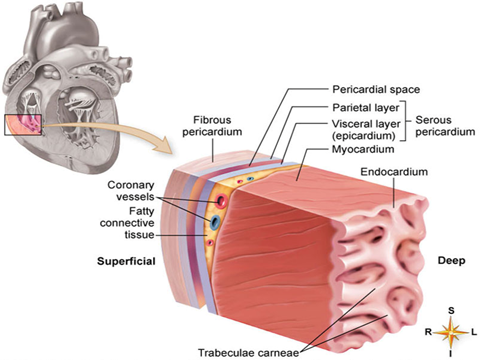 Pericardial space
Parietal layer
Visceral layer
(epicardium)
Serous
pericardium
Fibrous
pericardium
Myocardium
Endocardium
Coronary
vessels
Fatty
connective
tissue
Superficial
Deep
S
R
L
I
Trabeculae carneae